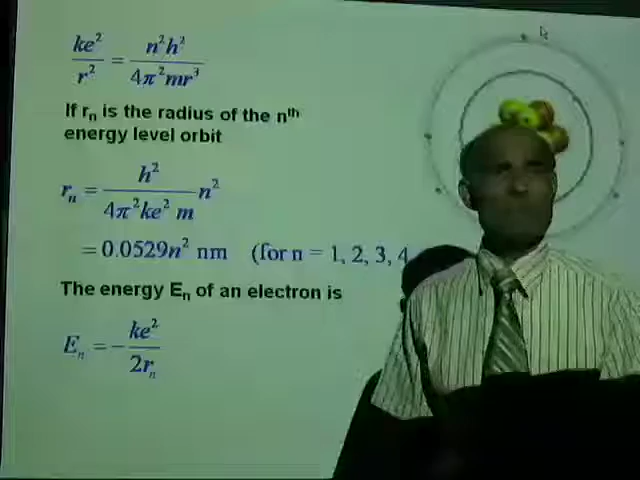 ke²/r² = n²h²/4π²mr³
If rₙ is the radius of the nᵗʰ
energy level orbit
rₙ = h²/4π²ke² m n²
= 0.0529n² nm (for n = 1, 2, 3, 4
The energy Eₙ of an electron is
Eₙ = −ke²/2rₙ